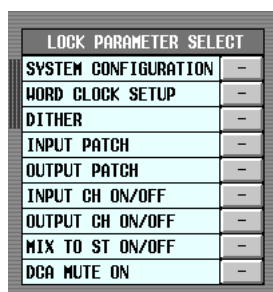 LOCK PARAMETER SELECT
SYSTEM CONFIGURATION -
WORD CLOCK SETUP -
DITHER -
INPUT PATCH -
OUTPUT PATCH -
INPUT CH ON/OFF -
OUTPUT CH ON/OFF -
MIX TO ST ON/OFF -
DCA MUTE ON -